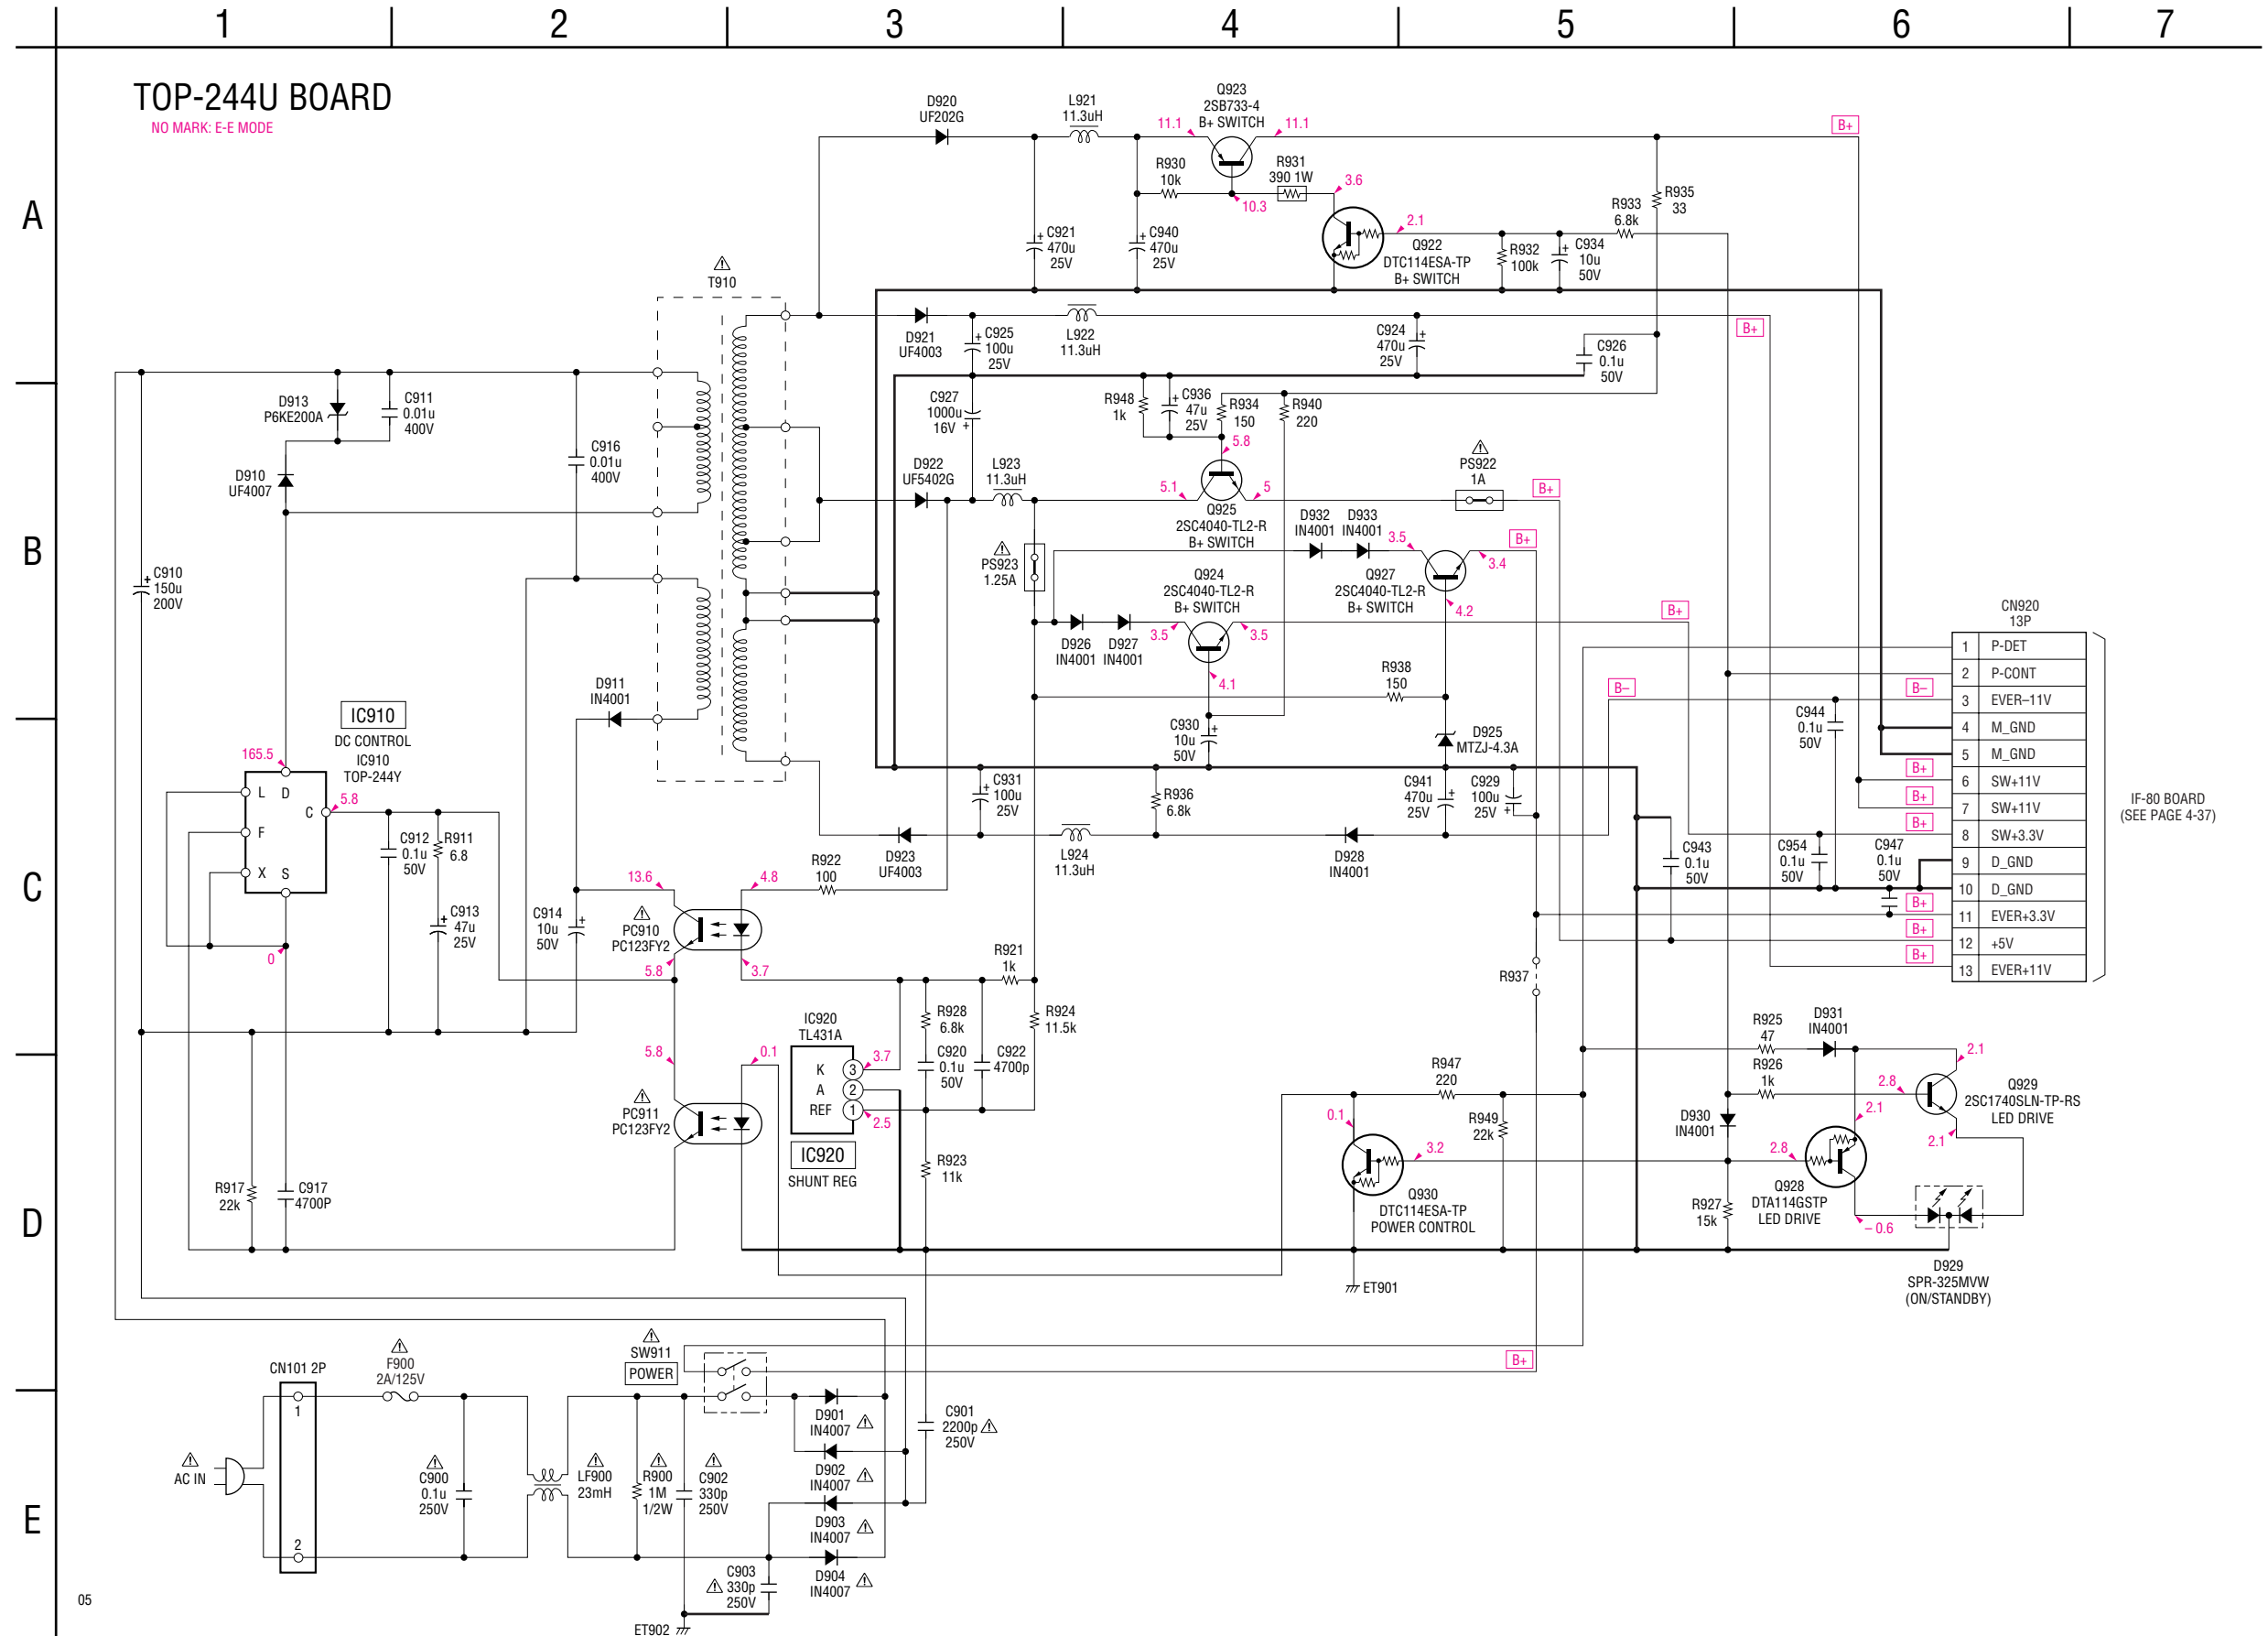 1 2 3 4 5 6 7
TOP-244U BOARD
NO MARK: E-E MODE
A
B
C
D
E
D920
UF202G
L921
11.3uH
Q923
2SB733-4
B+ SWITCH
11.1
11.1
B+
R930
10k
R931
390 1W
3.6
10.3
R935
33
R933
6.8k
C921
470u
25V
C940
470u
25V
2.1
Q922
DTC114ESA-TP
B+ SWITCH
R932
100k
C934
10u
50V
T910
D921
UF4003
C925
100u
25V
L922
11.3uH
C924
470u
25V
C926
0.1u
50V
B+
D913
P6KE200A
C911
0.01u
400V
C916
0.01u
400V
D910
UF4007
C927
1000u
16V
R948
1k
C936
47u
25V
R934
150
R940
220
5.8
D922
UF5402G
L923
11.3uH
5.1
5
Q925
2SC4040-TL2-R
B+ SWITCH
PS922
1A
B+
PS923
1.25A
D932
IN4001
D933
IN4001
3.5
B+
3.4
Q924
2SC4040-TL2-R
B+ SWITCH
Q927
2SC4040-TL2-R
B+ SWITCH
4.2
B+
D926
IN4001
D927
IN4001
3.5
3.5
4.1
R938
150
B–
C910
150u
200V
D911
IN4001
IC910
DC CONTROL
IC910
TOP-244Y
165.5
L D
C
F
X S
5.8
0
C912
0.1u
50V
R911
6.8
C913
47u
25V
C914
10u
50V
C930
10u
50V
D925
MTZJ-4.3A
C931
100u
25V
R936
6.8k
C941
470u
25V
C929
100u
25V
D923
UF4003
L924
11.3uH
D928
IN4001
R922
100
13.6
4.8
PC910
PC123FY2
5.8
3.7
R921
1k
C943
0.1u
50V
C944
0.1u
50V
C954
0.1u
50V
C947
0.1u
50V
CN920
13P
1 P-DET
2 P-CONT
B– 3 EVER–11V
4 M_GND
5 M_GND
B+ 6 SW+11V
B+ 7 SW+11V
B+ 8 SW+3.3V
9 D_GND
10 D_GND
B+ 11 EVER+3.3V
B+ 12 +5V
B+ 13 EVER+11V
IF-80 BOARD
(SEE PAGE 4-37)
R937
IC920
TL431A
K 3
A 2
REF 1
3.7
2.5
IC920
SHUNT REG
R928
6.8k
C920
0.1u
50V
C922
4700p
R924
11.5k
R923
11k
5.8
0.1
PC911
PC123FY2
R917
22k
C917
4700P
R947
220
0.1
R949
22k
3.2
Q930
DTC114ESA-TP
POWER CONTROL
ET901
R925
47
D931
IN4001
R926
1k
2.1
2.8
2.1
Q929
2SC1740SLN-TP-RS
LED DRIVE
2.1
D930
IN4001
2.8
Q928
DTA114GSTP
LED DRIVE
R927
15k
– 0.6
D929
SPR-325MVW
(ON/STANDBY)
B+
CN101 2P
1
2
F900
2A/125V
AC IN
C900
0.1u
250V
LF900
23mH
R900
1M
1/2W
C902
330p
250V
SW911
POWER
D901
IN4007
D902
IN4007
D903
IN4007
D904
IN4007
C901
2200p
250V
C903
330p
250V
ET902
05